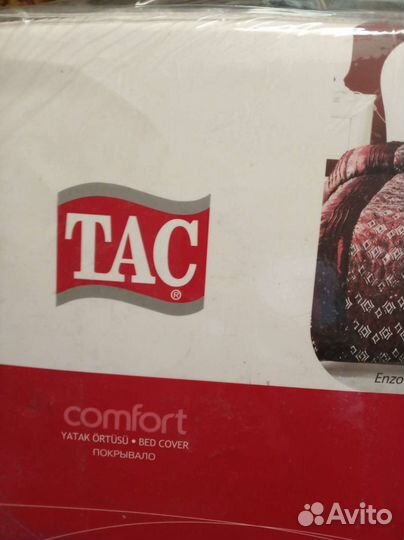 TAC
®
Enzo
comfort
YATAK ÖRTÜSÜ • BED COVER
ПОКРЫВАЛО
Avito